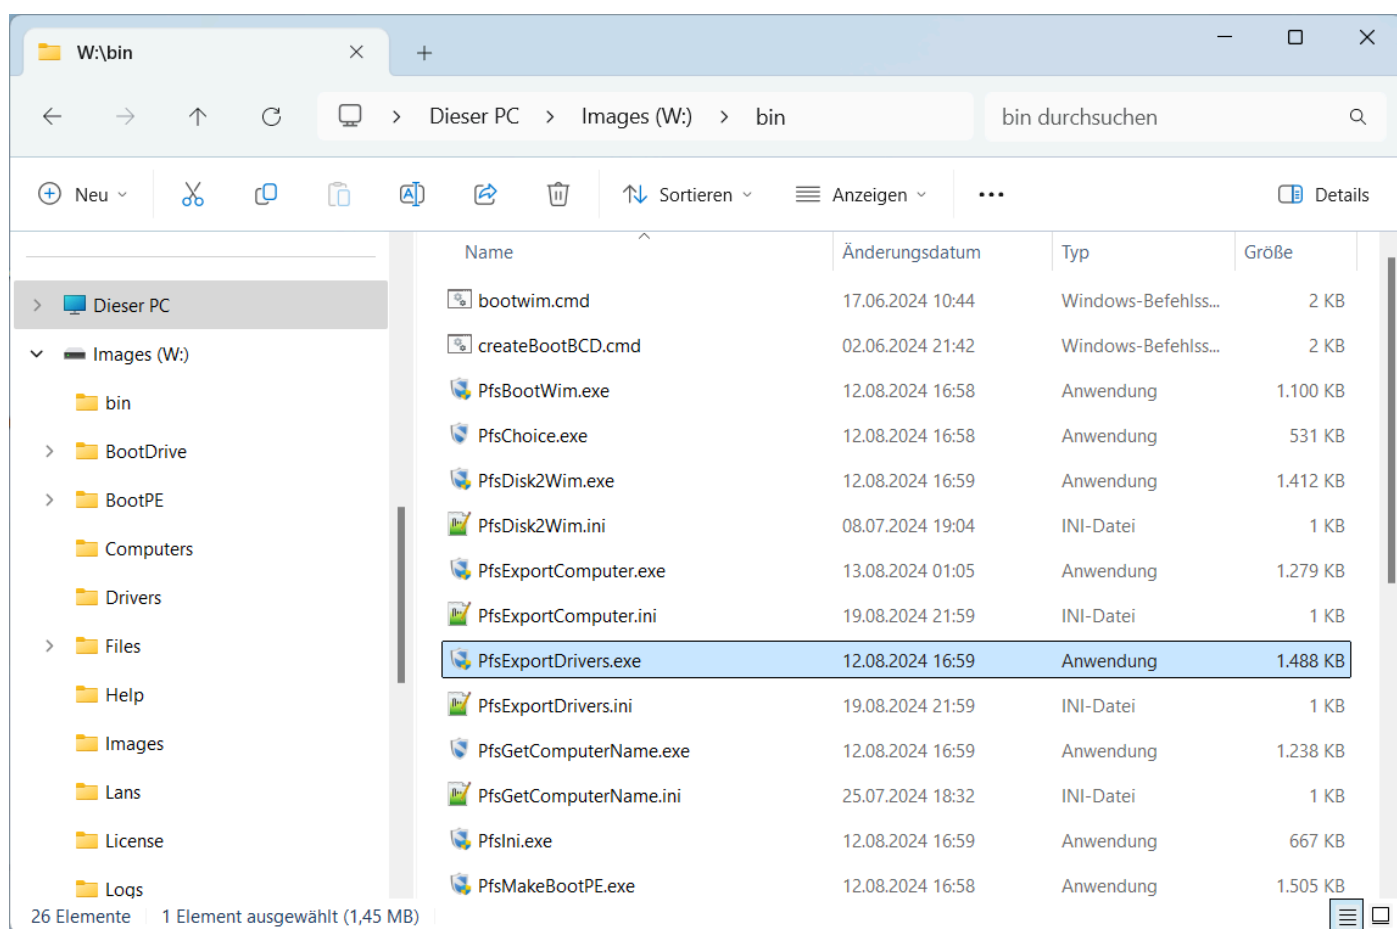 W:\bin
Dieser PC > Images (W:) > bin
bin durchsuchen
Neu
Sortieren
Anzeigen
Details
Name Änderungsdatum Typ Größe
Dieser PC
Images (W:)
bin
BootDrive
BootPE
Computers
Drivers
Files
Help
Images
Lans
License
Logs
bootwim.cmd 17.06.2024 10:44 Windows-Befehlss... 2 KB
createBootBCD.cmd 02.06.2024 21:42 Windows-Befehlss... 2 KB
PfsBootWim.exe 12.08.2024 16:58 Anwendung 1.100 KB
PfsChoice.exe 12.08.2024 16:58 Anwendung 531 KB
PfsDisk2Wim.exe 12.08.2024 16:59 Anwendung 1.412 KB
PfsDisk2Wim.ini 08.07.2024 19:04 INI-Datei 1 KB
PfsExportComputer.exe 13.08.2024 01:05 Anwendung 1.279 KB
PfsExportComputer.ini 19.08.2024 21:59 INI-Datei 1 KB
PfsExportDrivers.exe 12.08.2024 16:59 Anwendung 1.488 KB
PfsExportDrivers.ini 19.08.2024 21:59 INI-Datei 1 KB
PfsGetComputerName.exe 12.08.2024 16:59 Anwendung 1.238 KB
PfsGetComputerName.ini 25.07.2024 18:32 INI-Datei 1 KB
PfsIni.exe 12.08.2024 16:59 Anwendung 667 KB
PfsMakeBootPE.exe 12.08.2024 16:58 Anwendung 1.505 KB
26 Elemente 1 Element ausgewählt (1,45 MB)